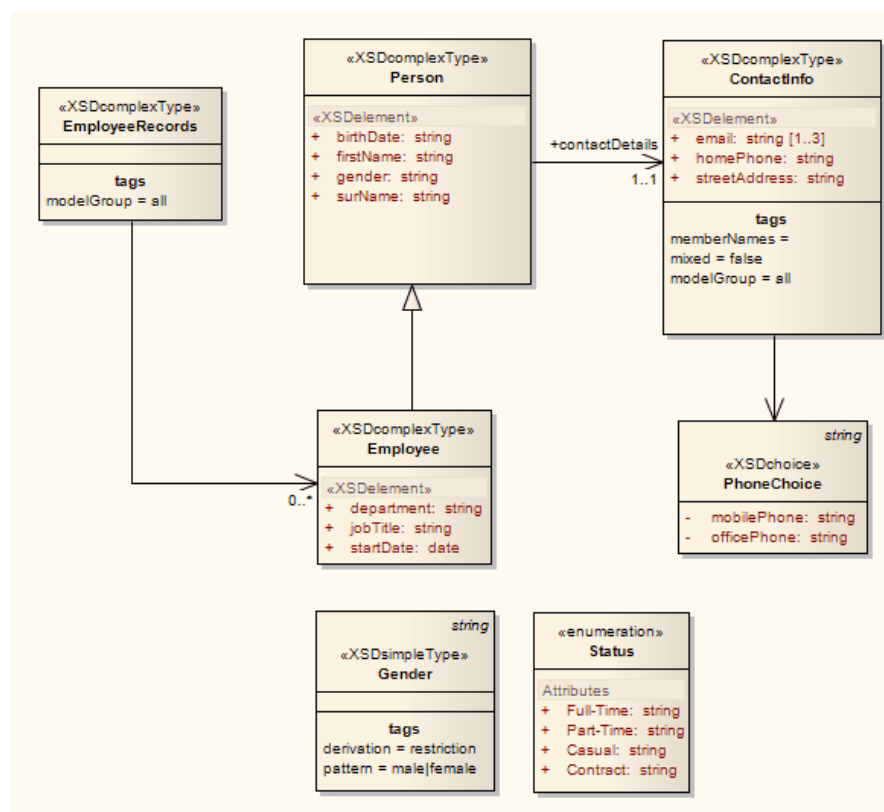 «XSDcomplexType»
EmployeeRecords
tags
modelGroup = all
«XSDcomplexType»
Person
«XSDelement»
+ birthDate: string
+ firstName: string
+ gender: string
+ surName: string
+contactDetails
1..1
«XSDcomplexType»
ContactInfo
«XSDelement»
+ email: string [1..3]
+ homePhone: string
+ streetAddress: string
tags
memberNames =
mixed = false
modelGroup = all
0..*
«XSDcomplexType»
Employee
«XSDelement»
+ department: string
+ jobTitle: string
+ startDate: date
string
«XSDchoice»
PhoneChoice
- mobilePhone: string
- officePhone: string
string
«XSDsimpleType»
Gender
tags
derivation = restriction
pattern = male|female
«enumeration»
Status
Attributes
+ Full-Time: string
+ Part-Time: string
+ Casual: string
+ Contract: string